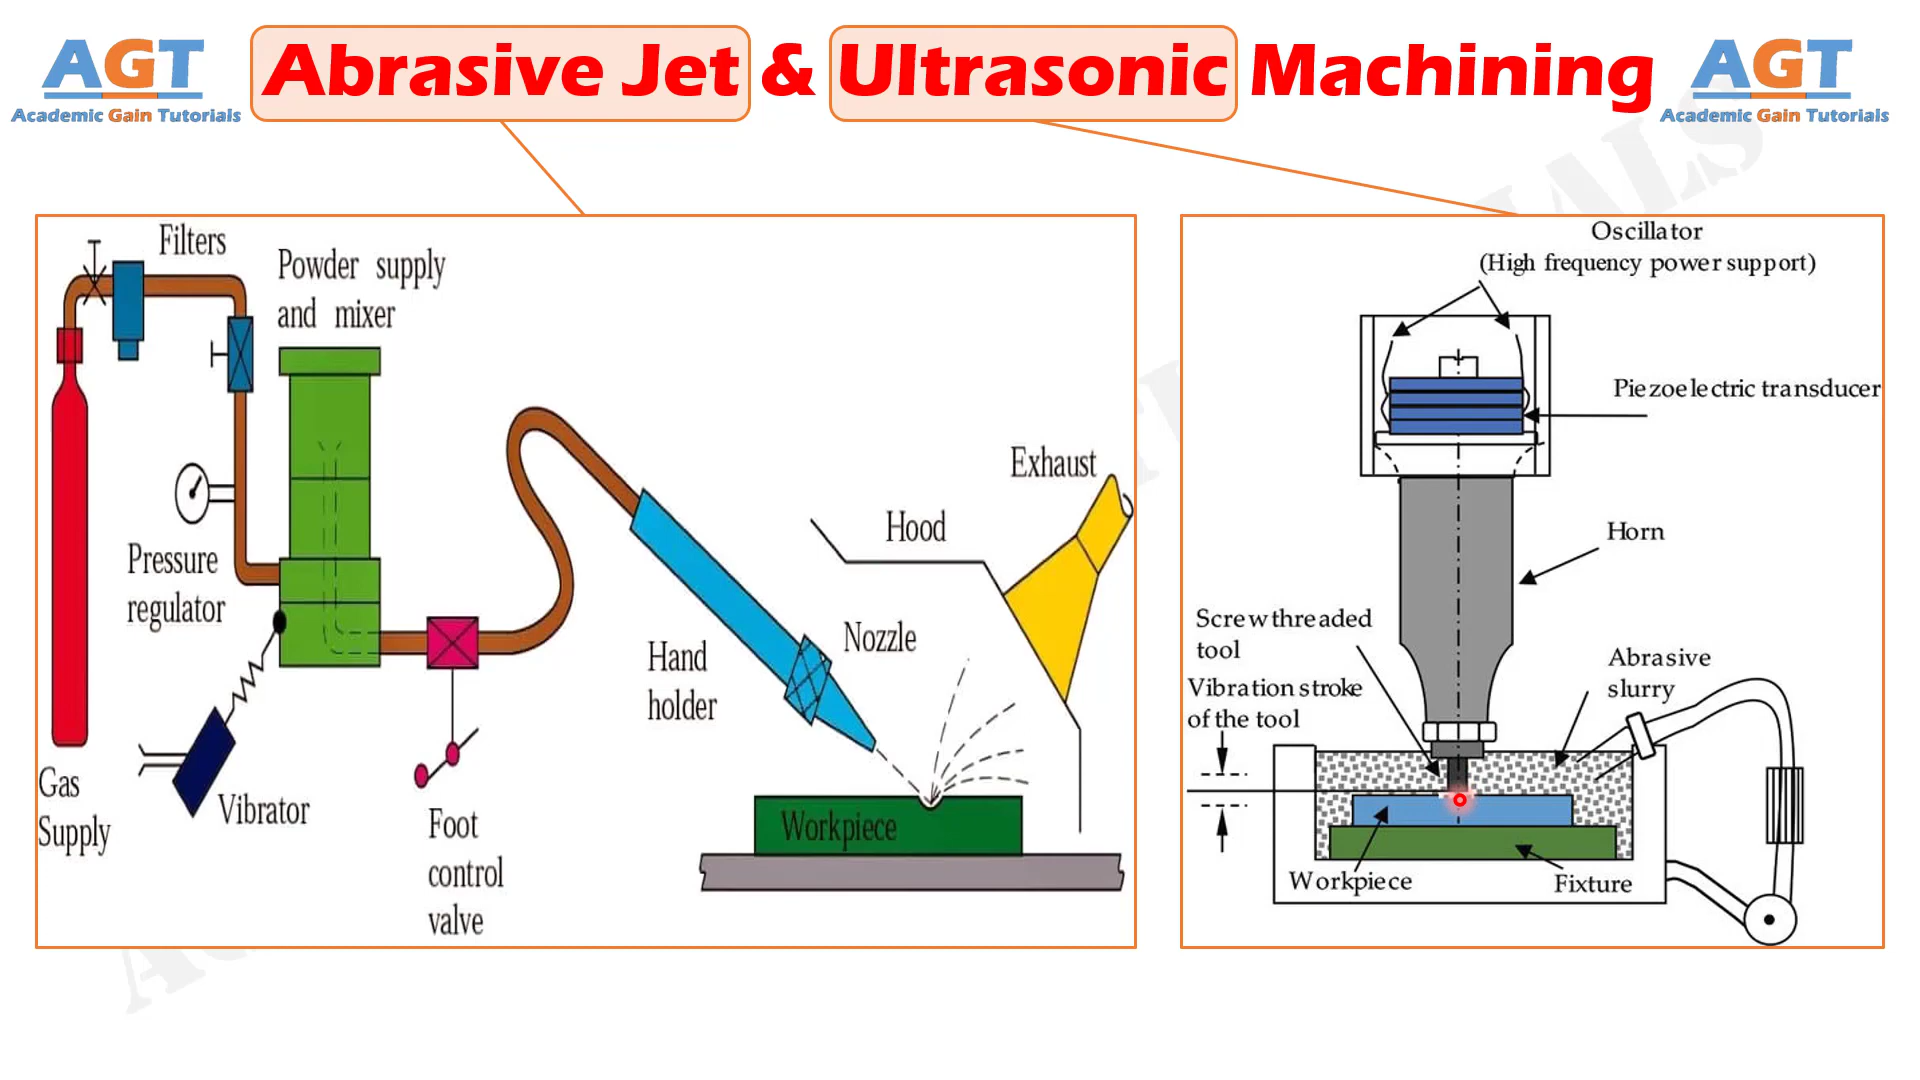 AGT
Academic Gain Tutorials
Abrasive Jet & Ultrasonic Machining
AGT
Academic Gain Tutorials
Filters
Powder supply
and mixer
Pressure
regulator
Gas
Supply
Vibrator
Foot
control
valve
Hand
holder
Nozzle
Hood
Exhaust
Workpiece
Oscillator
(High frequency power support)
Piezoelectric transducer
Horn
Screw threaded
tool
Vibration stroke
of the tool
Abrasive
slurry
Workpiece
Fixture